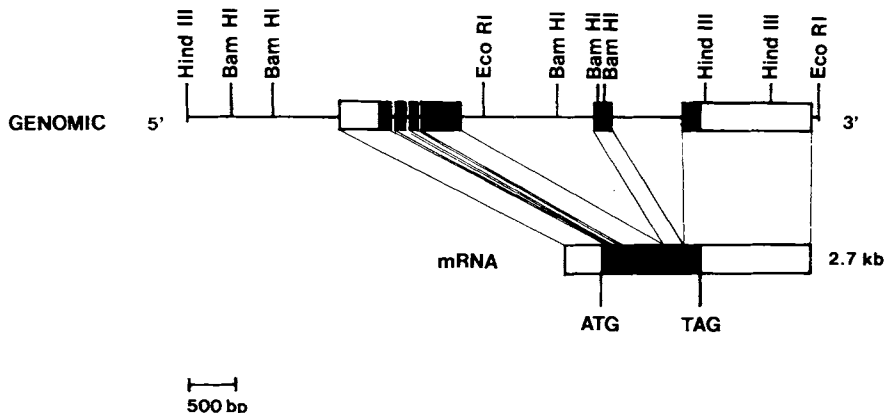 Hind III
Bam HI
Bam HI
Eco RI
Bam HI
Bam HI
Bam HI
Hind III
Hind III
Eco RI
GENOMIC 5' 3'
mRNA 2.7 kb
ATG TAG
500 bp